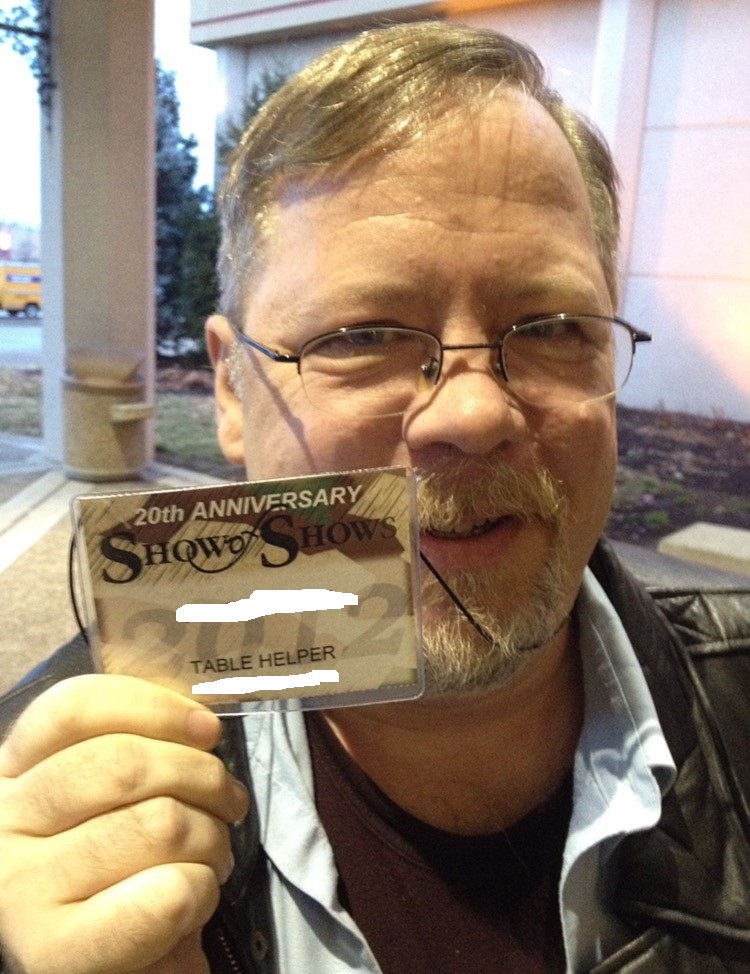 20th ANNIVERSARY
SHOW OF SHOWS
2012
TABLE HELPER